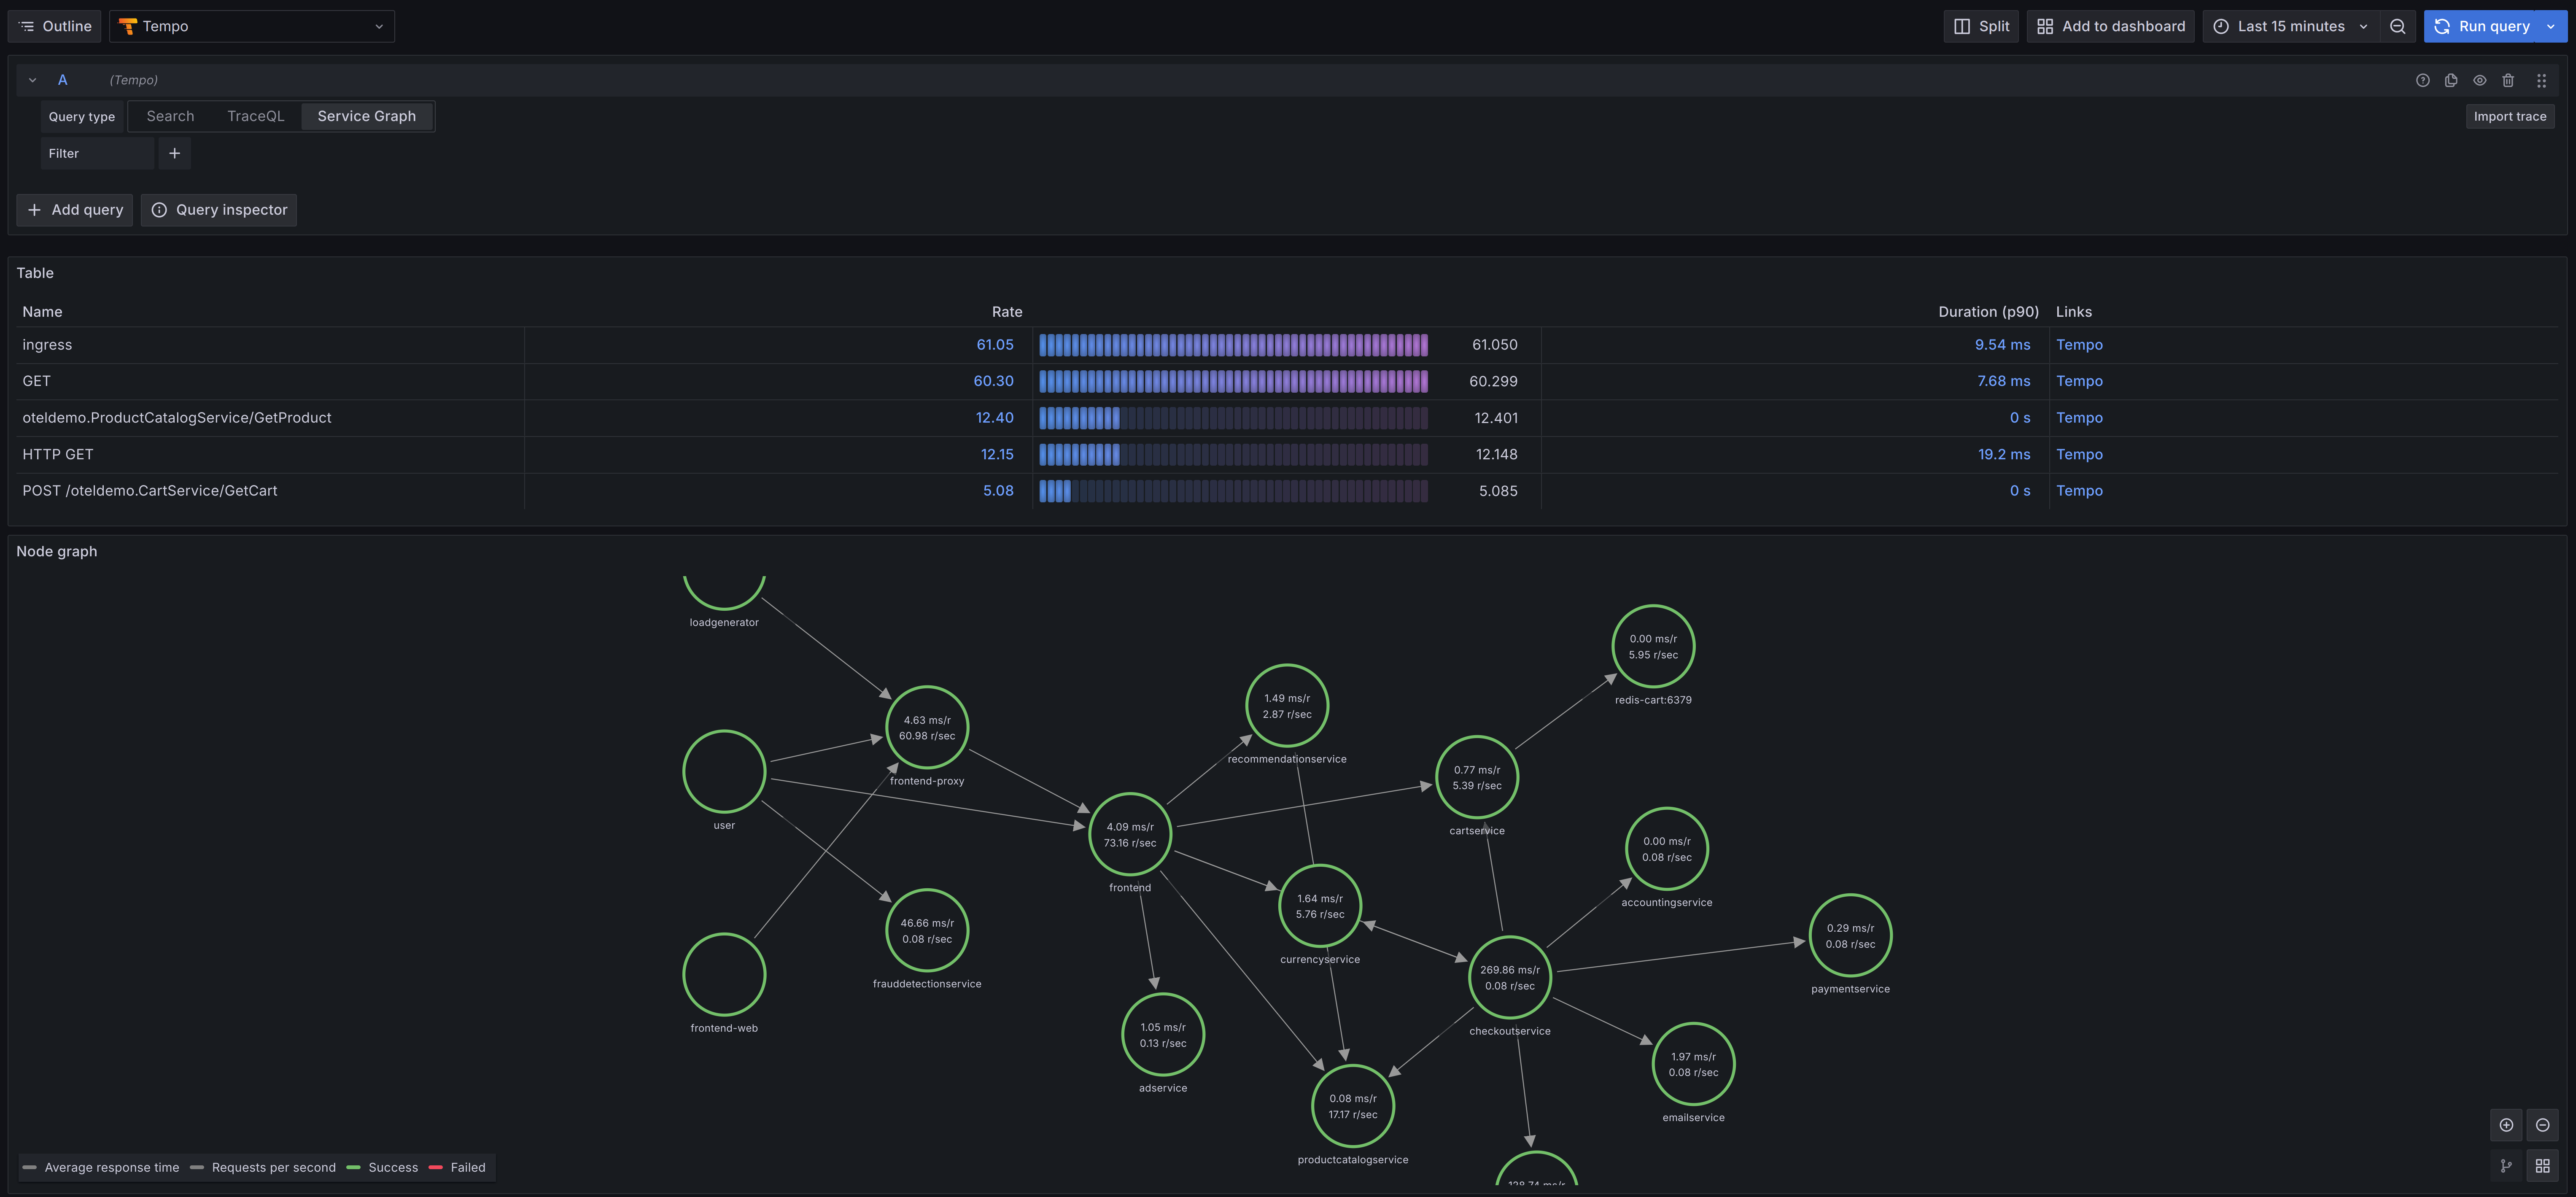 Outline
Tempo
Split
Add to dashboard
Last 15 minutes
Run query
A
(Tempo)
Query type
Search
TraceQL
Service Graph
Import trace
Filter
Add query
Query inspector
Table
Name Rate Duration (p90) Links
ingress 61.05 61.050 9.54 ms Tempo
GET 60.30 60.299 7.68 ms Tempo
oteldemo.ProductCatalogService/GetProduct 12.40 12.401 0 s Tempo
HTTP GET 12.15 12.148 19.2 ms Tempo
POST /oteldemo.CartService/GetCart 5.08 5.085 0 s Tempo
Node graph
loadgenerator
0.00 ms/r
5.95 r/sec
redis-cart:6379
1.49 ms/r
2.87 r/sec
recommendationservice
4.63 ms/r
60.98 r/sec
frontend-proxy
user
0.77 ms/r
5.39 r/sec
cartservice
4.09 ms/r
73.16 r/sec
frontend
0.00 ms/r
0.08 r/sec
accountingservice
1.64 ms/r
5.76 r/sec
currencyservice
46.66 ms/r
0.08 r/sec
frauddetectionservice
0.29 ms/r
0.08 r/sec
paymentservice
frontend-web
269.86 ms/r
0.08 r/sec
checkoutservice
1.05 ms/r
0.13 r/sec
adservice
1.97 ms/r
0.08 r/sec
emailservice
0.08 ms/r
17.17 r/sec
productcatalogservice
Average response time
Requests per second
Success
Failed